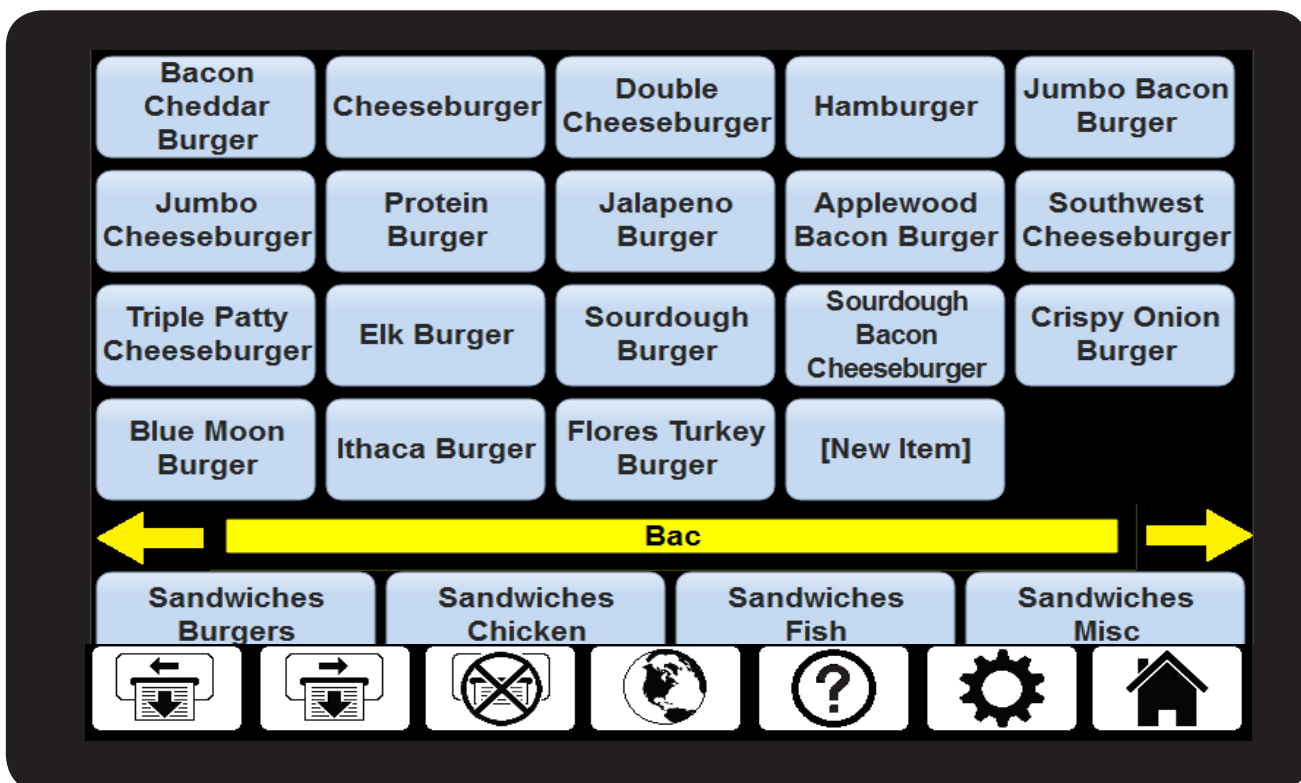 Bacon
Cheddar
Burger
Cheeseburger
Double
Cheeseburger
Hamburger
Jumbo Bacon
Burger
Jumbo
Cheeseburger
Protein
Burger
Jalapeno
Burger
Applewood
Bacon Burger
Southwest
Cheeseburger
Triple Patty
Cheeseburger
Elk Burger
Sourdough
Burger
Sourdough
Bacon
Cheeseburger
Crispy Onion
Burger
Blue Moon
Burger
Ithaca Burger
Flores Turkey
Burger
[New Item]
Bac
Sandwiches
Burgers
Sandwiches
Chicken
Sandwiches
Fish
Sandwiches
Misc
?